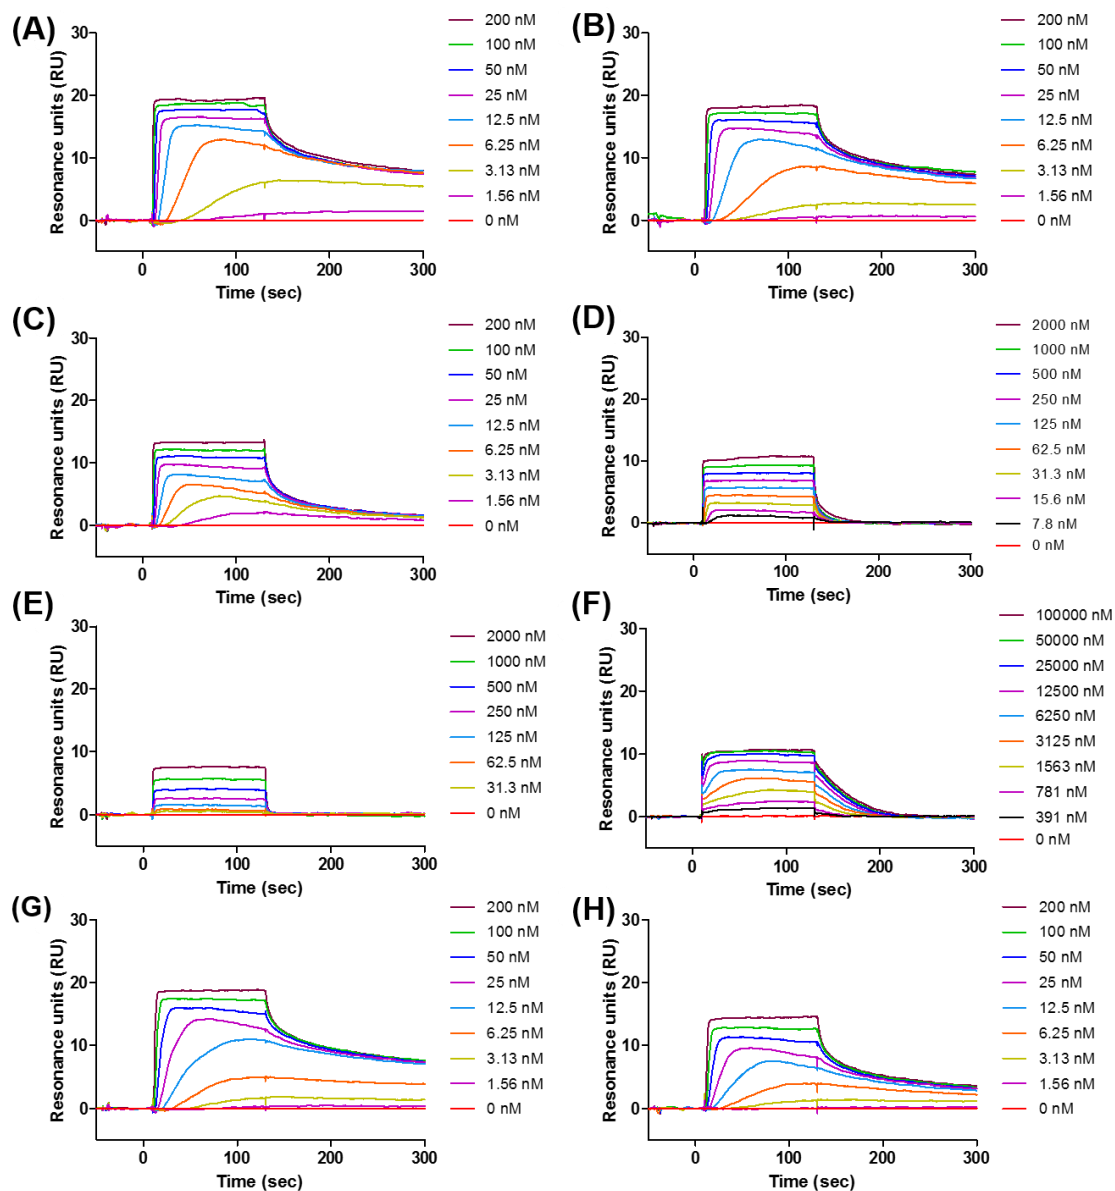 (A)
30
20
10
0
Resonance units (RU)
0
100
200
300
Time (sec)
200 nM
100 nM
50 nM
25 nM
12.5 nM
6.25 nM
3.13 nM
1.56 nM
0 nM
(B)
30
20
10
0
Resonance units (RU)
0
100
200
300
Time (sec)
200 nM
100 nM
50 nM
25 nM
12.5 nM
6.25 nM
3.13 nM
1.56 nM
0 nM
(C)
30
20
10
0
Resonance units (RU)
0
100
200
300
Time (sec)
200 nM
100 nM
50 nM
25 nM
12.5 nM
6.25 nM
3.13 nM
1.56 nM
0 nM
(D)
30
20
10
0
Resonance units (RU)
0
100
200
300
Time (sec)
2000 nM
1000 nM
500 nM
250 nM
125 nM
62.5 nM
31.3 nM
15.6 nM
7.8 nM
0 nM
(E)
30
20
10
0
Resonance units (RU)
0
100
200
300
Time (sec)
2000 nM
1000 nM
500 nM
250 nM
125 nM
62.5 nM
31.3 nM
0 nM
(F)
30
20
10
0
Resonance units (RU)
0
100
200
300
Time (sec)
100000 nM
50000 nM
25000 nM
12500 nM
6250 nM
3125 nM
1563 nM
781 nM
391 nM
0 nM
(G)
30
20
10
0
Resonance units (RU)
0
100
200
300
Time (sec)
200 nM
100 nM
50 nM
25 nM
12.5 nM
6.25 nM
3.13 nM
1.56 nM
0 nM
(H)
30
20
10
0
Resonance units (RU)
0
100
200
300
Time (sec)
200 nM
100 nM
50 nM
25 nM
12.5 nM
6.25 nM
3.13 nM
1.56 nM
0 nM